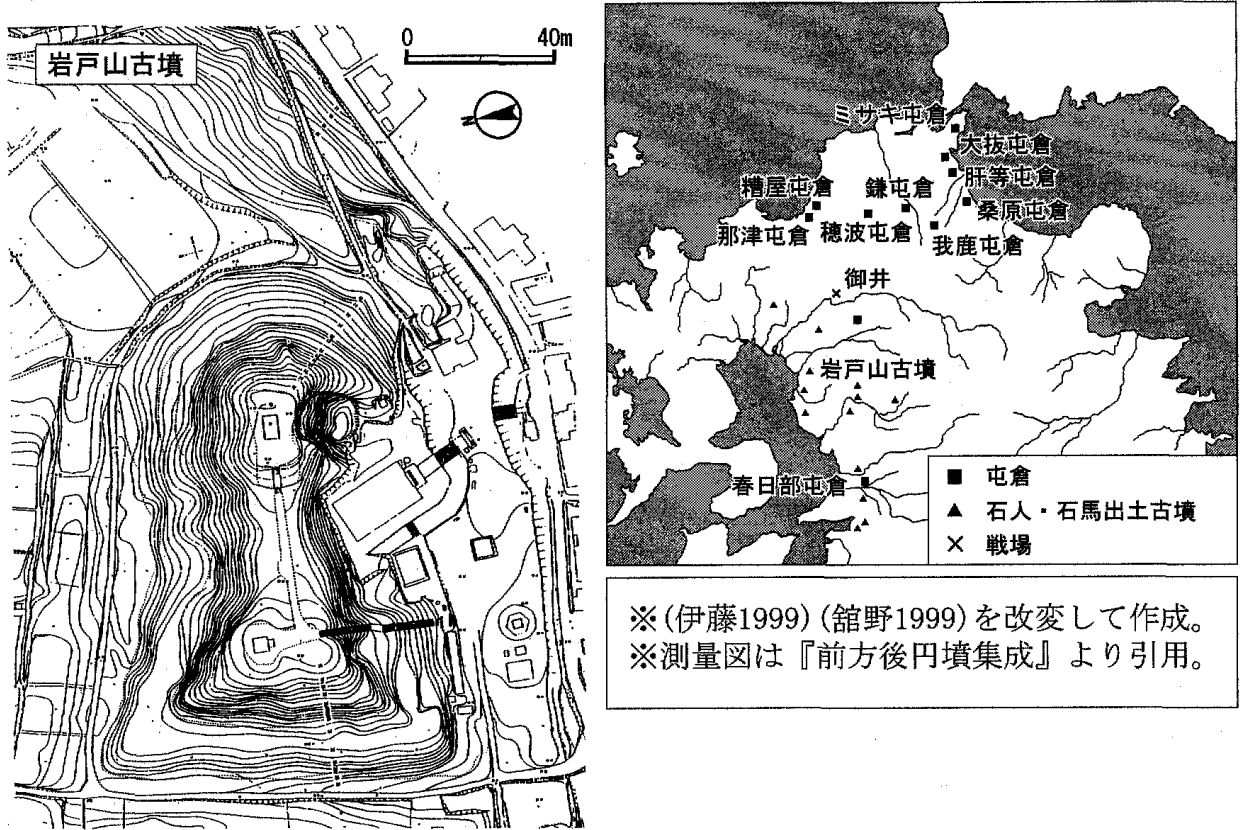 岩戸山古墳
0 40m
N
ミサキ屯倉
大抜屯倉
肝等屯倉
桑原屯倉
糟屋屯倉
鎌屯倉
那津屯倉
穂波屯倉
我鹿屯倉
御井
岩戸山古墳
春日部屯倉
■ 屯倉
▲ 石人・石馬出土古墳
× 戦場
※(伊藤1999)(舘野1999)を改変して作成。
※測量図は『前方後円墳集成』より引用。